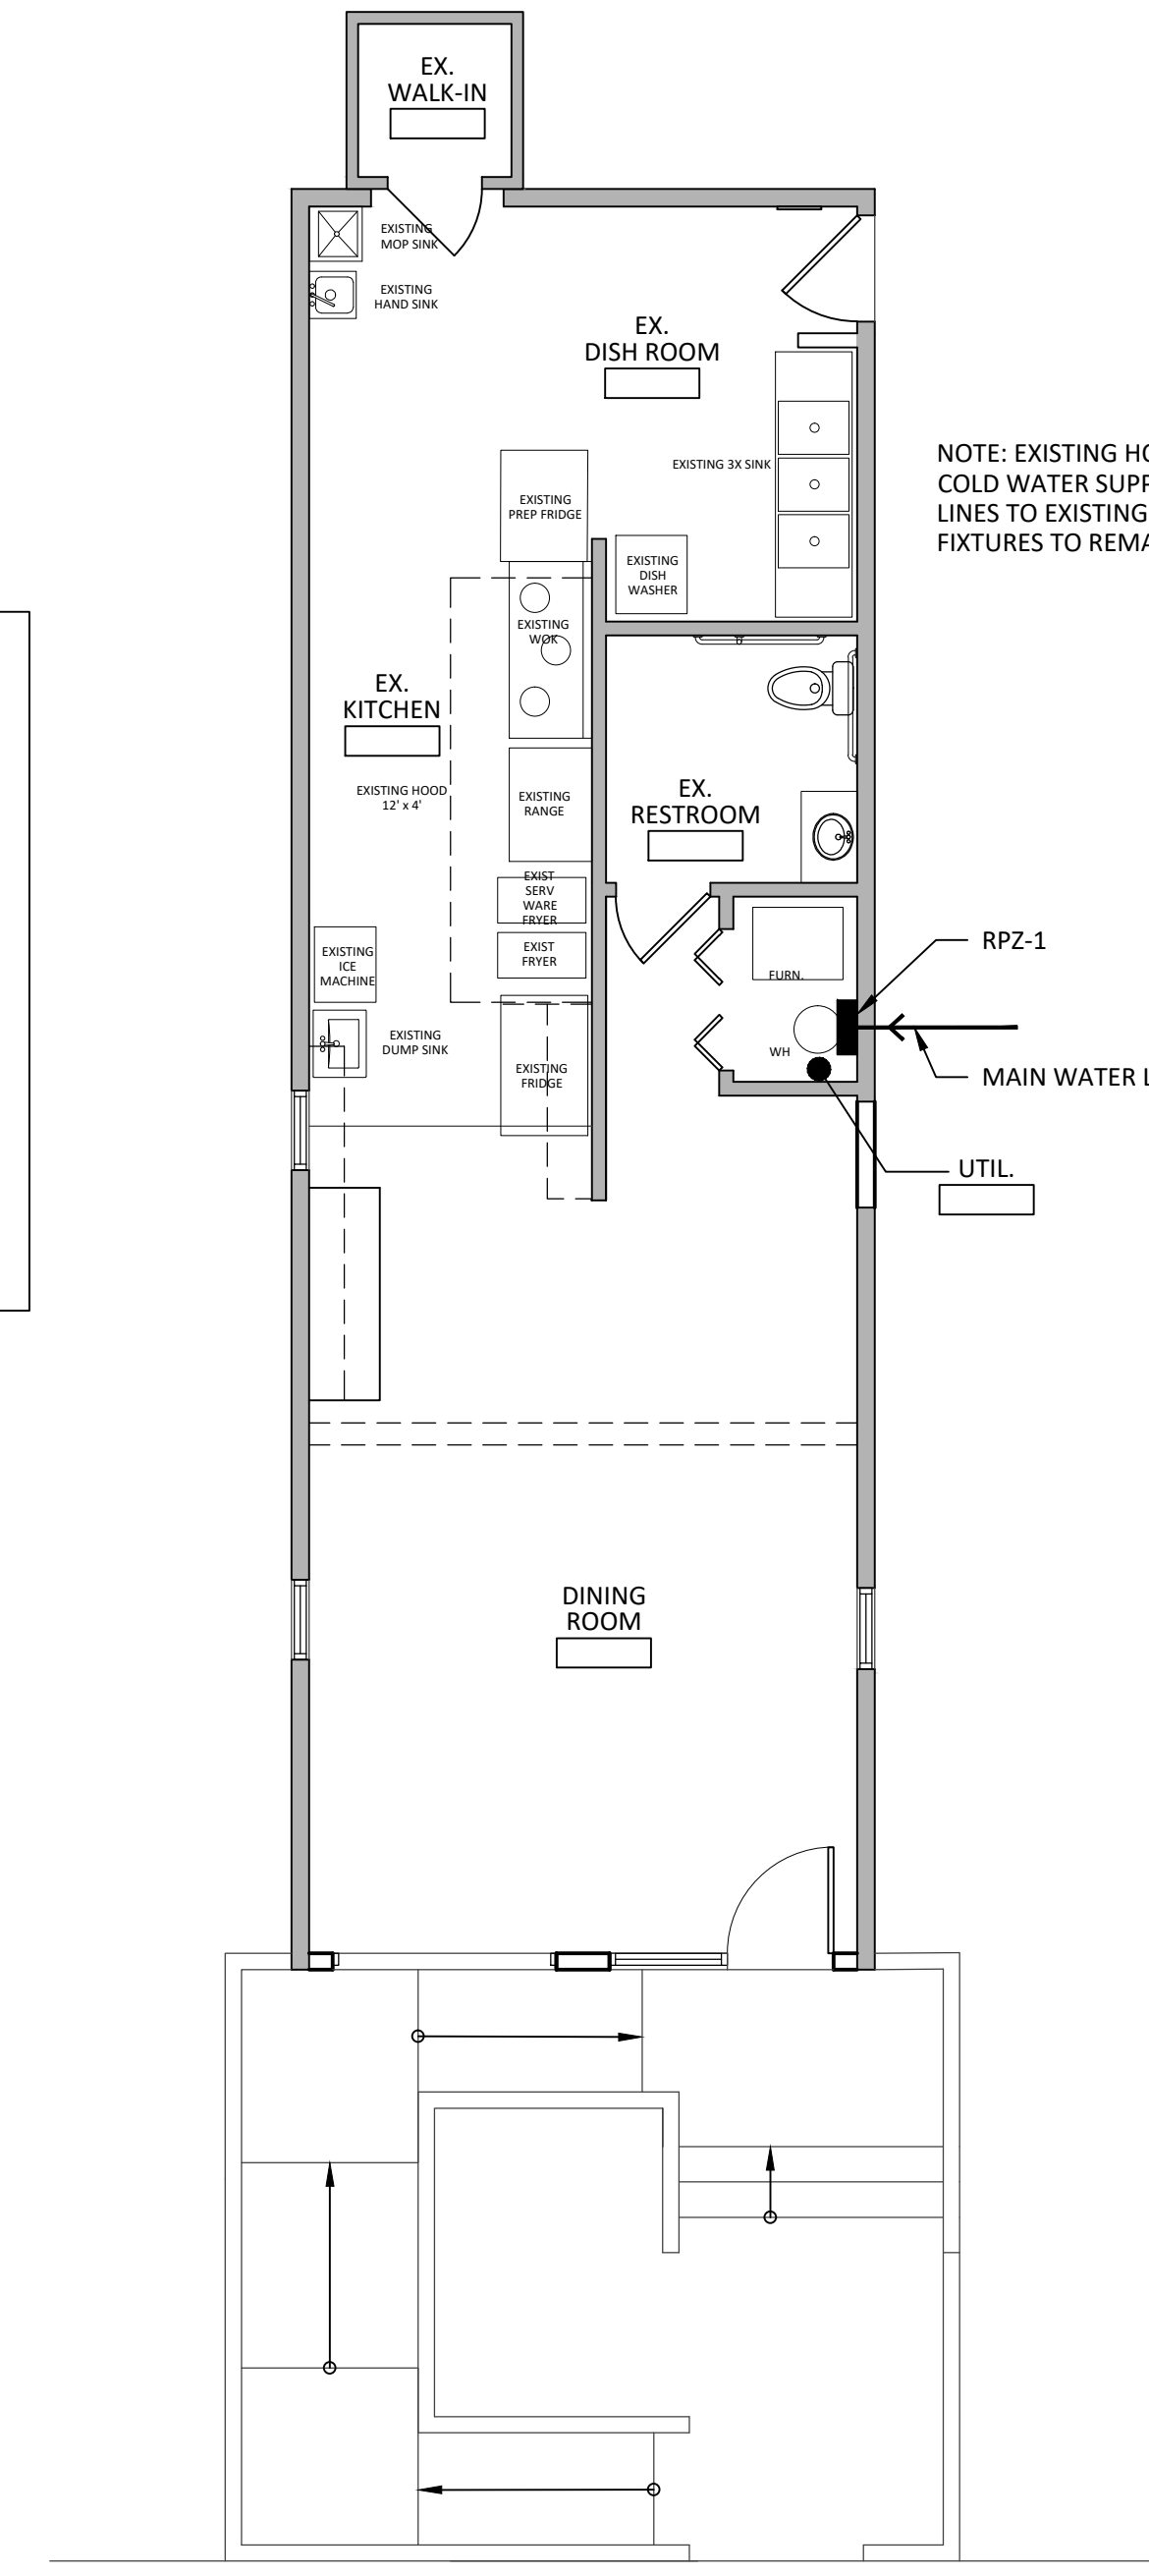 EX.
WALK-IN
EXISTING
MOP SINK
EXISTING
HAND SINK
EX.
DISH ROOM
EXISTING 3X SINK
NOTE: EXISTING HO
COLD WATER SUPP
LINES TO EXISTING
FIXTURES TO REMA
EXISTING
PREP FRIDGE
EXISTING
DISH
WASHER
EXISTING
WOK
EX.
KITCHEN
EXISTING HOOD
12' x 4'
EXISTING
RANGE
EX.
RESTROOM
EXIST
SERV
WARE
FRYER
EXIST
FRYER
EXISTING
ICE
MACHINE
FURN.
RPZ-1
EXISTING
DUMP SINK
WH
EXISTING
FRIDGE
MAIN WATER L
UTIL.
DINING
ROOM